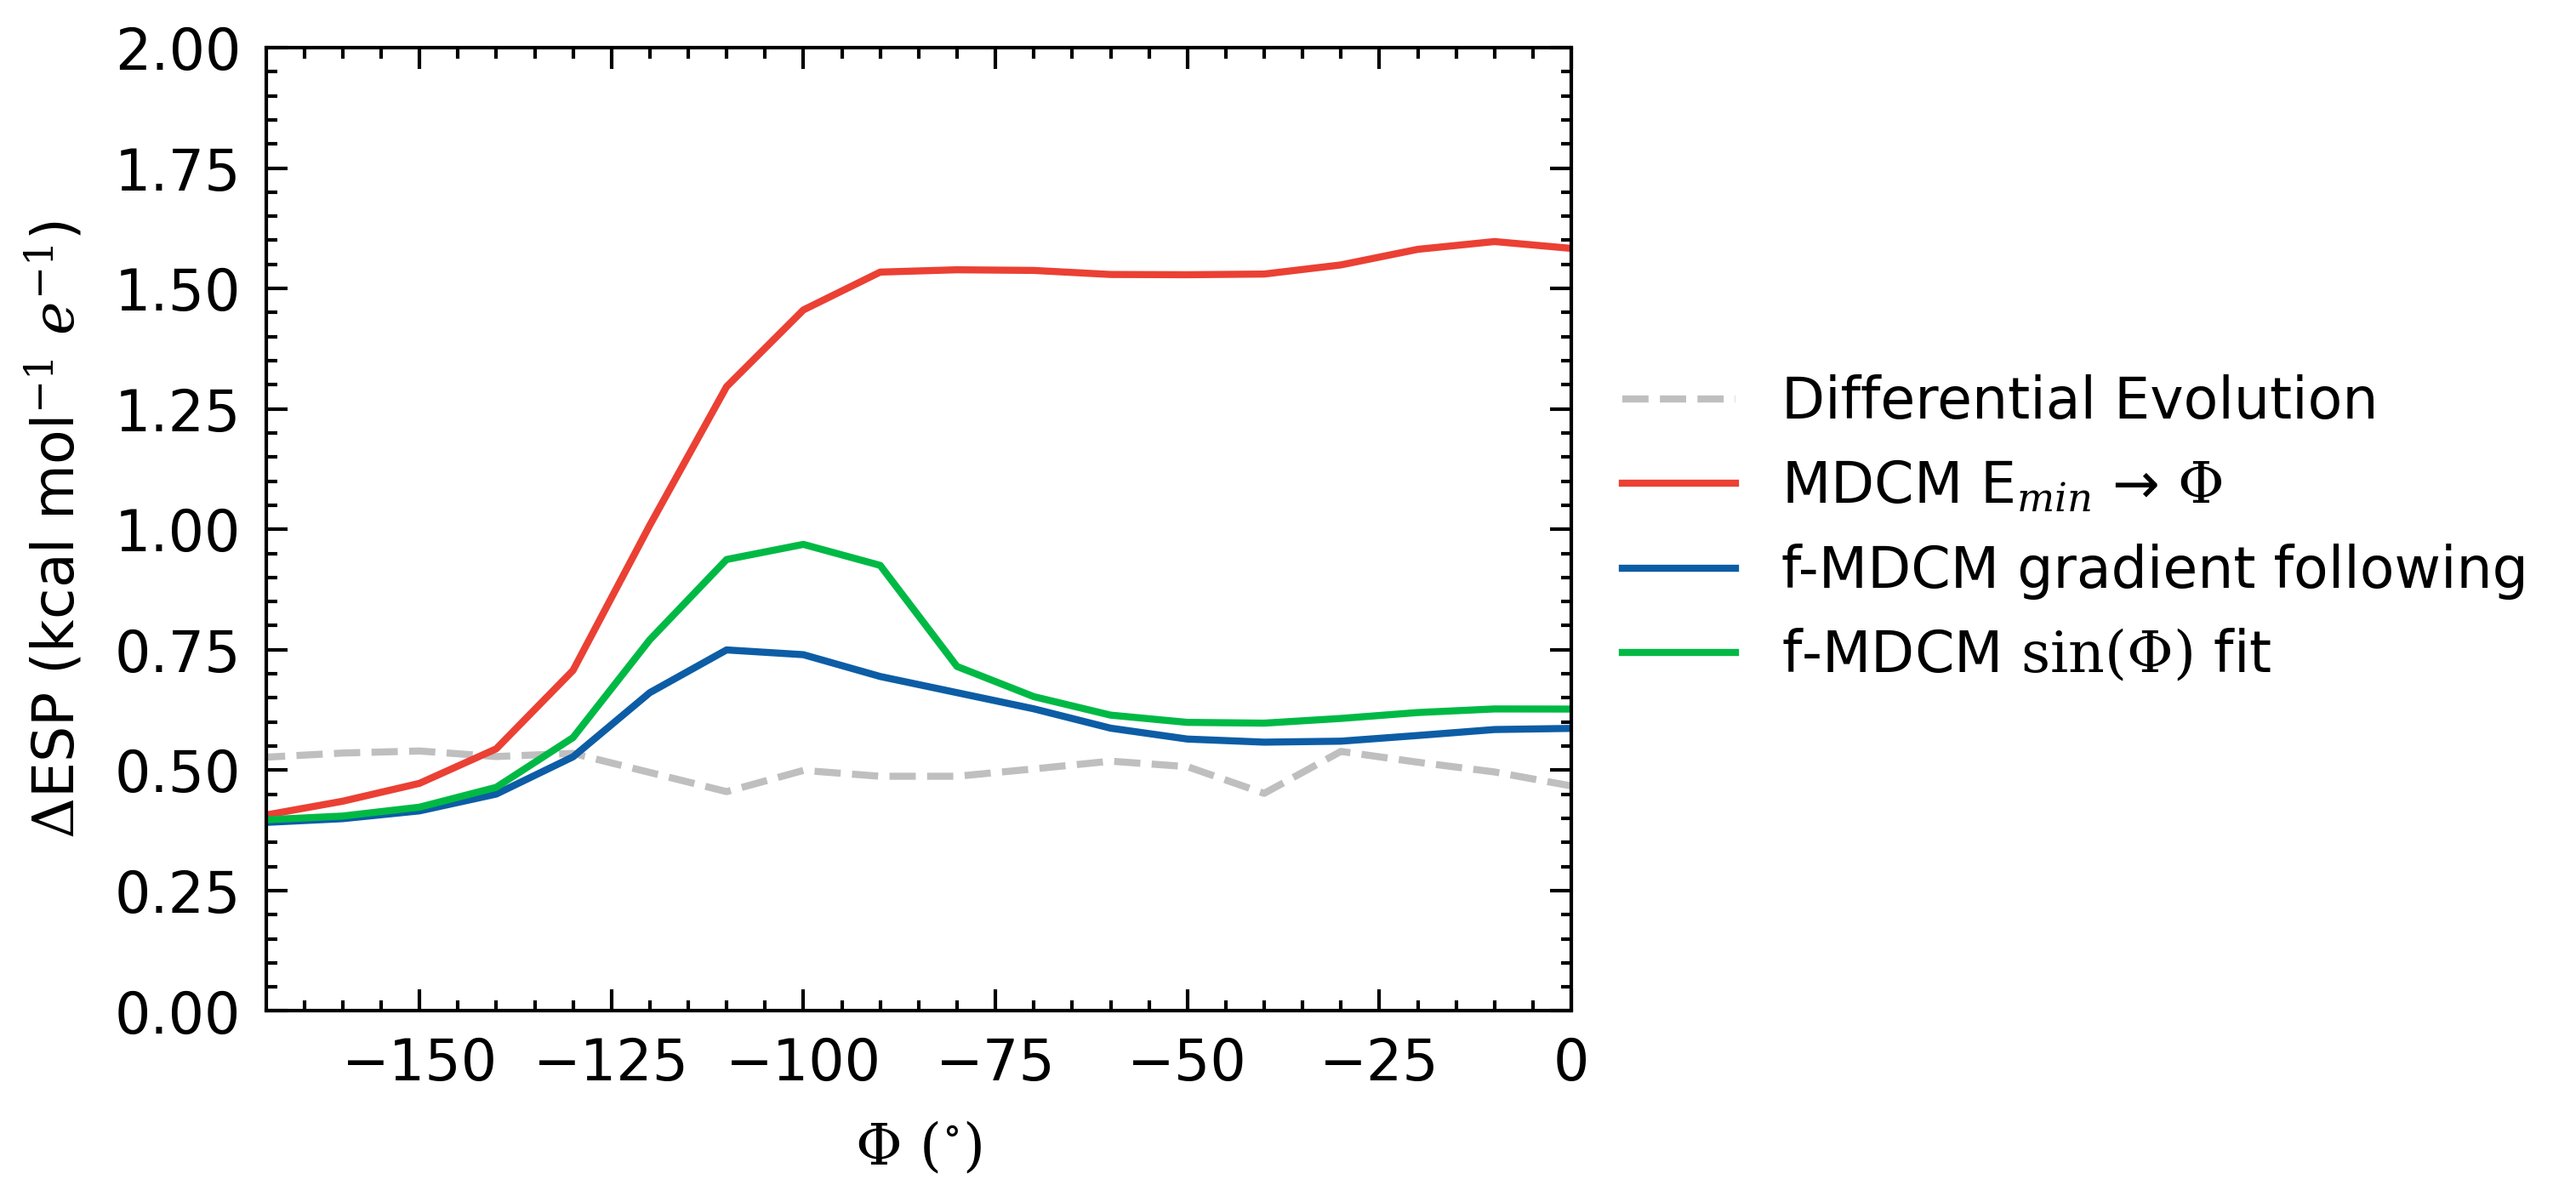 2.00
1.75
1.50
1.25
1.00
0.75
0.50
0.25
0.00
ΔESP (kcal mol⁻¹ e⁻¹)
−150 −125 −100 −75 −50 −25 0
Φ (°)
Differential Evolution
MDCM E_min → Φ
f-MDCM gradient following
f-MDCM sin(Φ) fit